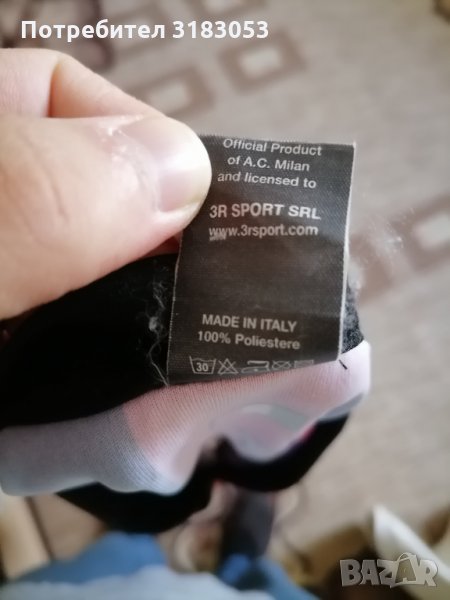 Потребител 3183053
Official Product
of A.C. Milan
and licensed to
3R SPORT SRL
www.3rsport.com
MADE IN ITALY
100% Poliestere
30
BAZAR